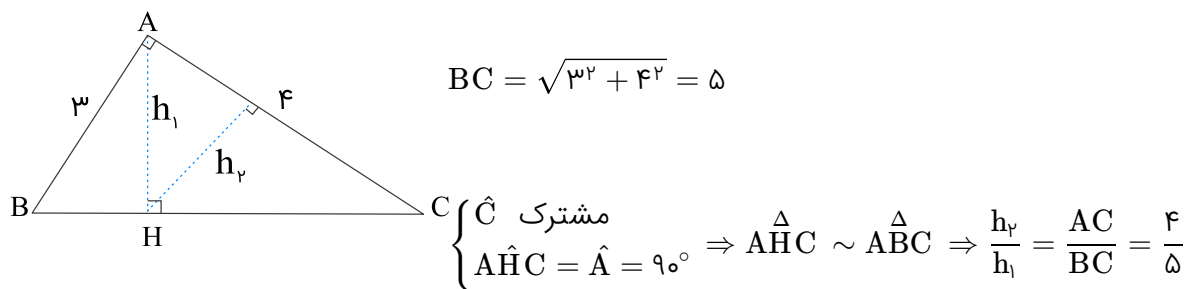 A
BC = √(۳² + ۴²) = ۵
۳
h₁
۴
h₂
B
H
C
{ Ĉ مشترک
AĤC = Â = ۹۰° ⇒ AHC^Δ ∼ ABC^Δ ⇒ h₂/h₁ = AC/BC = ۴/۵